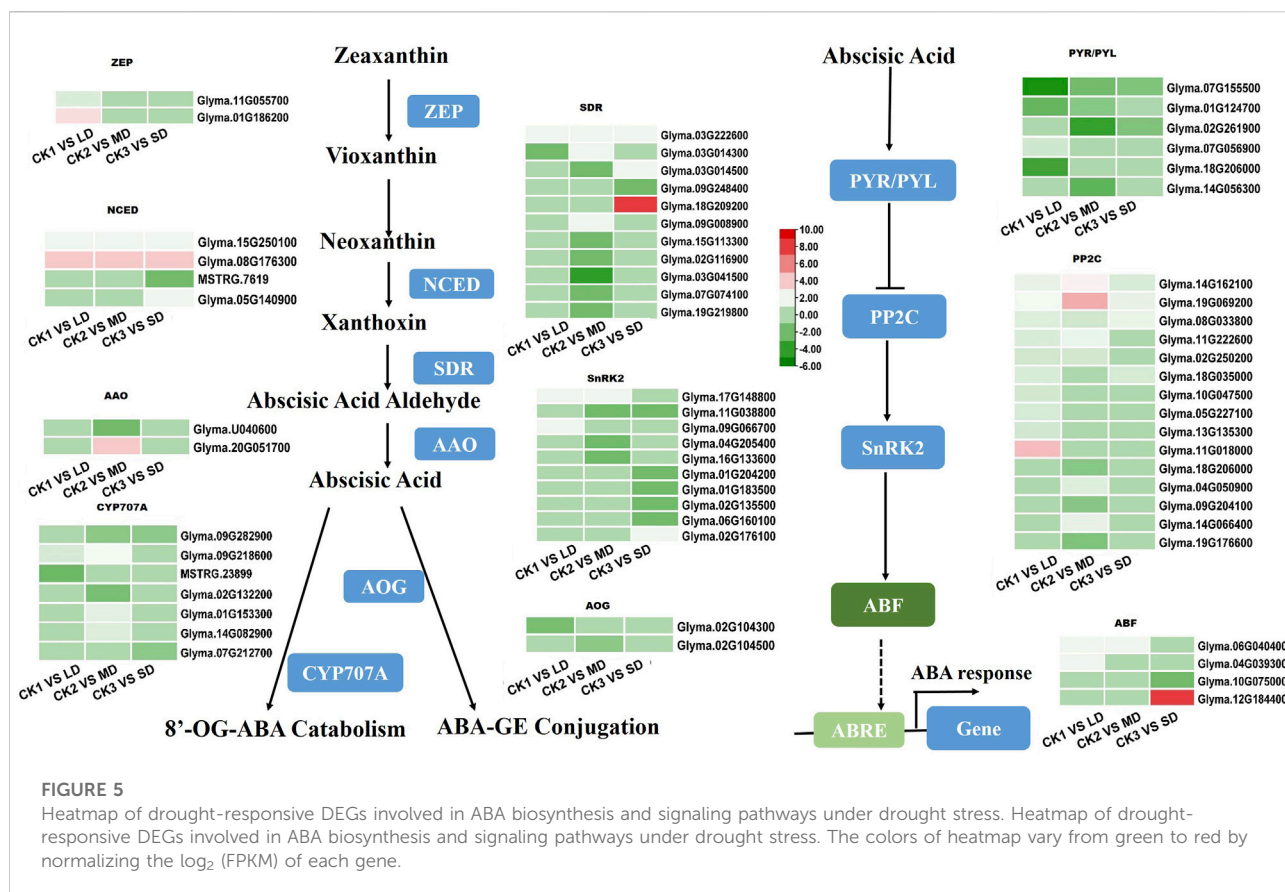 ZEP
Glyma.11G055700
Glyma.01G186200
CK1 VS LD
CK2 VS MD
CK3 VS SD
NCED
Glyma.15G250100
Glyma.08G176300
MSTRG.7619
Glyma.05G140900
CK1 VS LD
CK2 VS MD
CK3 VS SD
AAO
Glyma.U040600
Glyma.20G051700
CK1 VS LD
CK2 VS MD
CK3 VS SD
CYP707A
Glyma.09G282900
Glyma.09G218600
MSTRG.23899
Glyma.02G132200
Glyma.01G153300
Glyma.14G082900
Glyma.07G212700
CK1 VS LD
CK2 VS MD
CK3 VS SD
Zeaxanthin
ZEP
Vioxanthin
Neoxanthin
NCED
Xanthoxin
SDR
Abscisic Acid Aldehyde
AAO
Abscisic Acid
AOG
CYP707A
8’-OG-ABA Catabolism
ABA-GE Conjugation
SDR
Glyma.03G222600
Glyma.03G014300
Glyma.03G014500
Glyma.09G248400
Glyma.18G209200
Glyma.09G008900
Glyma.15G113300
Glyma.02G116900
Glyma.03G041500
Glyma.07G074100
Glyma.19G219800
CK1 VS LD
CK2 VS MD
CK3 VS SD
SnRK2
Glyma.17G148800
Glyma.11G038800
Glyma.09G066700
Glyma.04G205400
Glyma.16G133600
Glyma.01G204200
Glyma.01G183500
Glyma.02G135500
Glyma.06G160100
Glyma.02G176100
CK1 VS LD
CK2 VS MD
CK3 VS SD
AOG
Glyma.02G104300
Glyma.02G104500
CK1 VS LD
CK2 VS MD
CK3 VS SD
10.00
8.00
6.00
4.00
2.00
0.00
-2.00
-4.00
-6.00
Abscisic Acid
PYR/PYL
PP2C
SnRK2
ABF
ABA response
ABRE
Gene
PYR/PYL
Glyma.07G155500
Glyma.01G124700
Glyma.02G261900
Glyma.07G056900
Glyma.18G206000
Glyma.14G056300
CK1 VS LD
CK2 VS MD
CK3 VS SD
PP2C
Glyma.14G162100
Glyma.19G069200
Glyma.08G033800
Glyma.11G222600
Glyma.02G250200
Glyma.18G035000
Glyma.10G047500
Glyma.05G227100
Glyma.13G135300
Glyma.11G018000
Glyma.18G206000
Glyma.04G050900
Glyma.09G204100
Glyma.14G066400
Glyma.19G176600
CK1 VS LD
CK2 VS MD
CK3 VS SD
ABF
Glyma.06G040400
Glyma.04G039300
Glyma.10G075000
Glyma.12G184400
CK1 VS LD
CK2 VS MD
CK3 VS SD
FIGURE 5
Heatmap of drought-responsive DEGs involved in ABA biosynthesis and signaling pathways under drought stress. Heatmap of drought-
responsive DEGs involved in ABA biosynthesis and signaling pathways under drought stress. The colors of heatmap vary from green to red by
normalizing the log₂ (FPKM) of each gene.